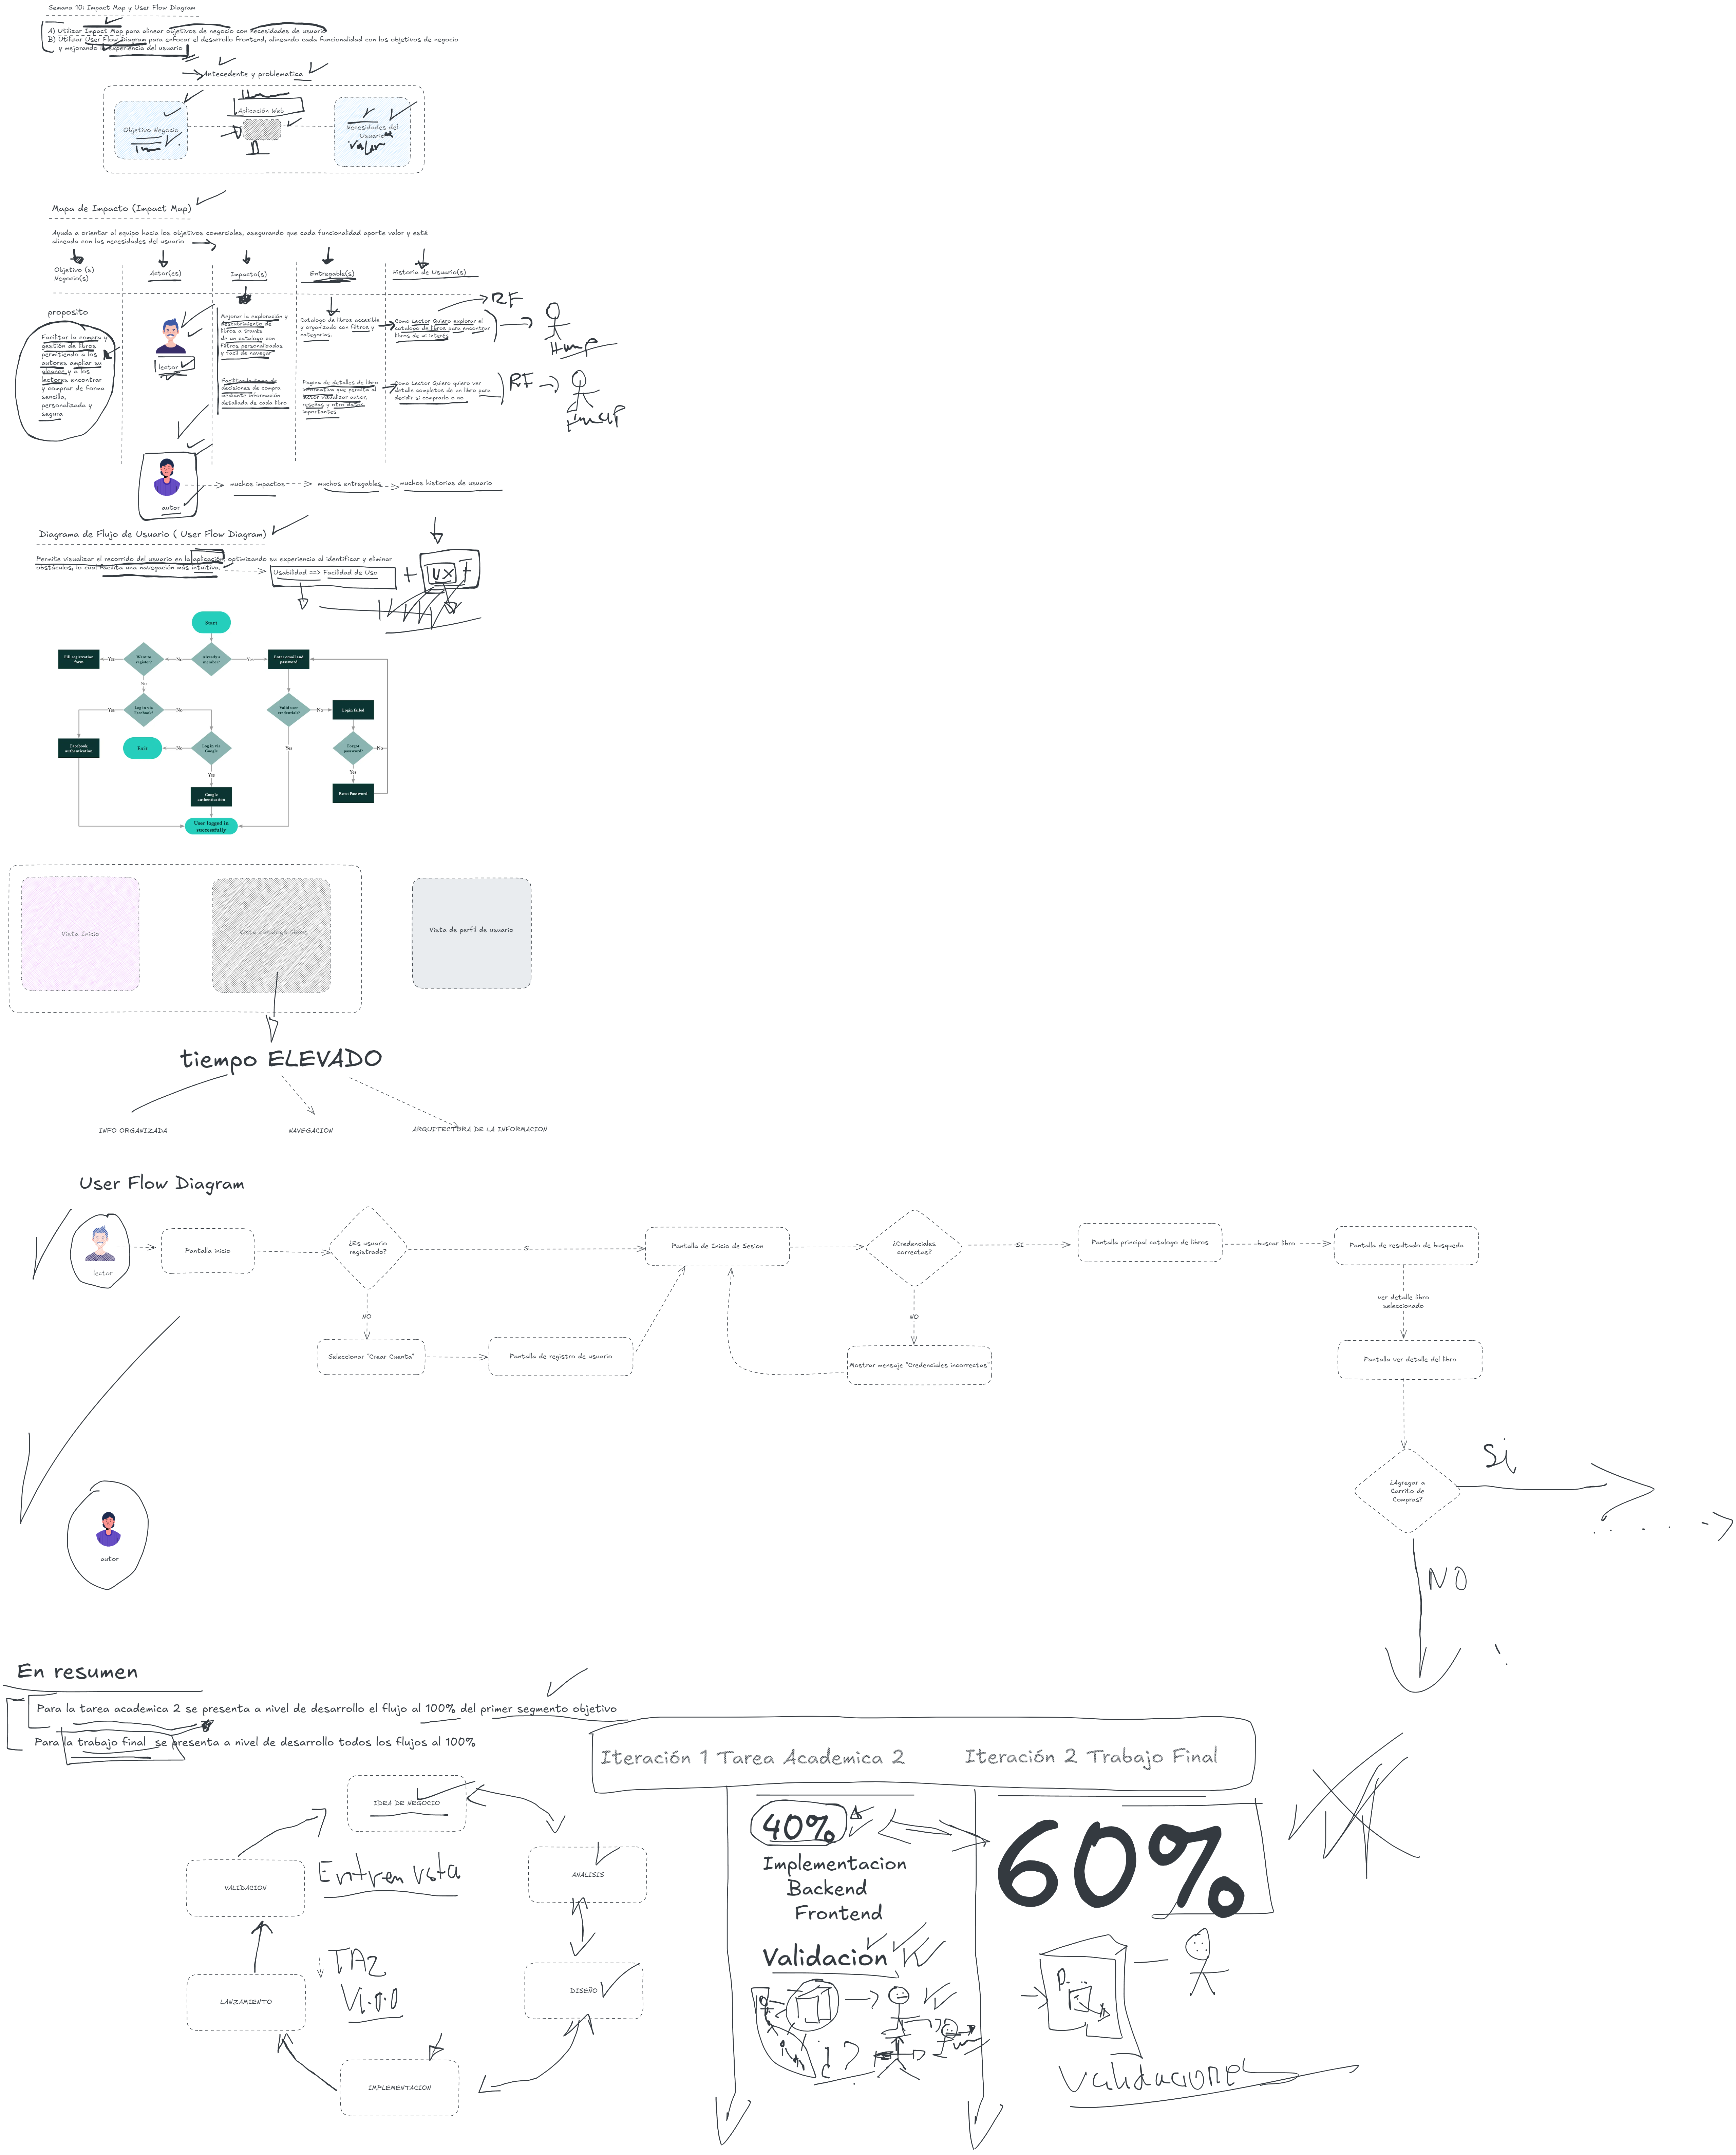 Semana 10: Impact Map y User Flow Diagram
A) Utilizar Impact Map para alinear objetivos de negocio con necesidades de usuario
B) Utilizar User Flow Diagram para enfocar el desarrollo frontend, alineando cada funcionalidad con los objetivos de negocio
y mejorando la experiencia del usuario
Antecedente y problematica
Aplicación Web
Objetivo Negocio
Necesidades del
Usuario
valor
Mapa de Impacto (Impact Map)
Ayuda a orientar al equipo hacia los objetivos comerciales, asegurando que cada funcionalidad aporte valor y esté
alineada con las necesidades del usuario
Objetivo (s)
Negocio(s)
Actor(es)
Impacto(s)
Entregable(s)
Historia de Usuario(s)
proposito
Facilitar la compra y
gestión de libros
permitiendo a los
autores ampliar su
alcance y a los
lectores encontrar
y comprar de forma
sencilla,
personalizada y
segura
lector
Mejorar la exploración y
descubrimiento de
libros a través
de un catalogo con
filtros personalizados
y facil de navegar
Catalogo de libros accesible
y organizado con filtros y
categorias.
Como Lector Quiero explorar el
catalogo de libros para encontrar
libros de mi interés
RF
Facilitar la toma de
decisiones de compra
mediante información
detallada de cada libro
Pagina de detalles de libro
informativo que permita al
lector visualizar autor,
reseñas y otro datos
importantes
Como Lector Quiero quiero ver
detalle completos de un libro para
decidir si comprarlo o no
RF
autor
muchos impactos
muchos entregables
muchos historias de usuario
Diagrama de Flujo de Usuario ( User Flow Diagram)
Permite visualizar el recorrido del usuario en la aplicación, optimizando su experiencia al identificar y eliminar
obstáculos, lo cual facilita una navegación más intuitiva.
Usabilidad ==> Facilidad de Uso
+
UX
Start
Fill registration
form
Yes
Want to
register?
No
Already a
member?
Yes
Enter email and
password
No
Yes
Log in via
Facebook?
No
Valid user
credentials?
No
Login failed
Facebook
authentication
Exit
No
Log in via
Google
Yes
Forgot
password?
No
Yes
Yes
Google
authentication
Reset Password
User logged in
successfully
Vista Inicio
Vista catalogo libros
Vista de perfil de usuario
tiempo ELEVADO
INFO ORGANIZADA
NAVEGACION
ARQUITECTURA DE LA INFORMACION
User Flow Diagram
lector
Pantalla inicio
¿Es usuario
registrado?
Pantalla de Inicio de Sesion
¿Credenciales
correctas?
SI
Pantalla principal catalogo de libros
buscar libro
Pantalla de resultado de busqueda
NO
NO
ver detalle libro
seleccionado
Seleccionar "Crear Cuenta"
Pantalla de registro de usuario
Mostrar mensaje "Credenciales incorrectas"
Pantalla ver detalle del libro
¿Agregar a
Carrito de
Compras?
Si
NO
autor
En resumen
Para la tarea academica 2 se presenta a nivel de desarrollo el flujo al 100% del primer segmento objetivo
Para la trabajo final se presenta a nivel de desarrollo todos los flujos al 100%
Iteración 1 Tarea Academica 2
Iteración 2 Trabajo Final
IDEA DE NEGOCIO
40%
60%
Implementacion
Backend
Frontend
ANALISIS
VALIDACION
Validacion
TA2
V1.0.0
LANZAMIENTO
DISEÑO
IMPLEMENTACION
validaciones